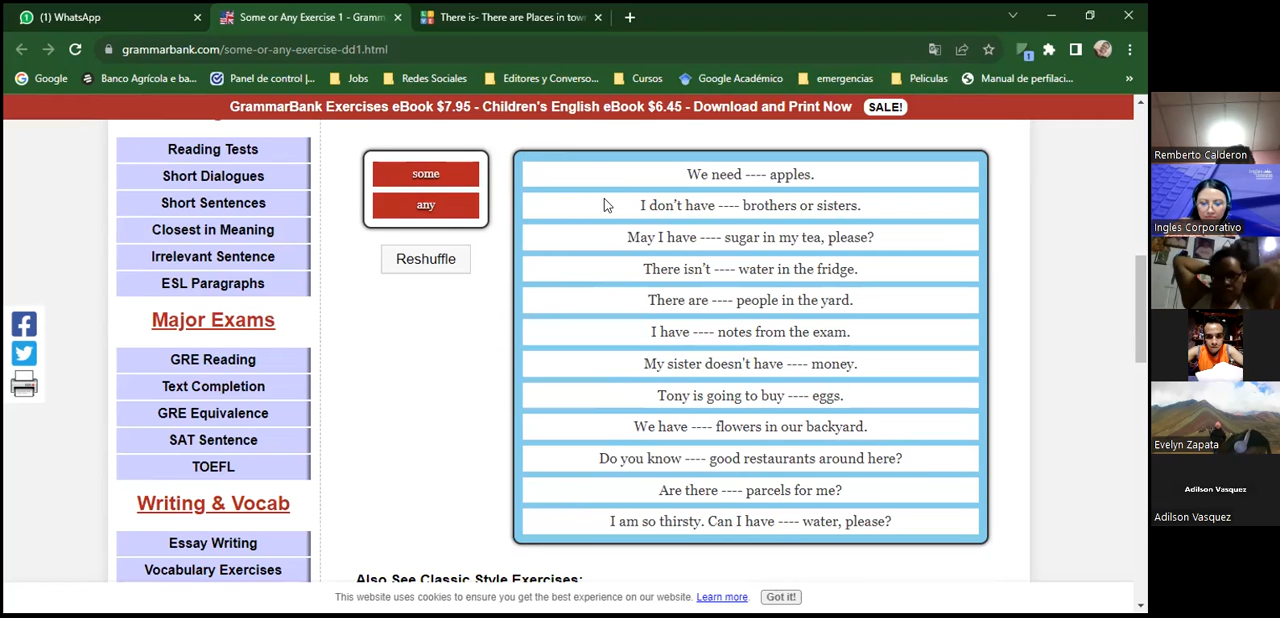 (1) WhatsApp
Some or Any Exercise 1 - Gramm
There is- There are Places in tow
grammarbank.com/some-or-any-exercise-dd1.html
Google
Banco Agrícola e ba...
Panel de control |...
Jobs
Redes Sociales
Editores y Converso...
Cursos
Google Académico
emergencias
Peliculas
Manual de perfilaci...
»
GrammarBank Exercises eBook $7.95 - Children's English eBook $6.45 - Download and Print Now SALE!
Reading Tests
Short Dialogues
Short Sentences
Closest in Meaning
Irrelevant Sentence
ESL Paragraphs
Major Exams
GRE Reading
Text Completion
GRE Equivalence
SAT Sentence
TOEFL
Writing & Vocab
Essay Writing
Vocabulary Exercises
some
any
Reshuffle
We need ---- apples.
I don't have ---- brothers or sisters.
May I have ---- sugar in my tea, please?
There isn't ---- water in the fridge.
There are ---- people in the yard.
I have ---- notes from the exam.
My sister doesn't have ---- money.
Tony is going to buy ---- eggs.
We have ---- flowers in our backyard.
Do you know ---- good restaurants around here?
Are there ---- parcels for me?
I am so thirsty. Can I have ---- water, please?
Also See Classic Style Exercises:
This website uses cookies to ensure you get the best experience on our website. Learn more. Got it!
Remberto Calderon
Ingles Corporativo
Evelyn Zapata
Adilson Vasquez
Adilson Vasquez